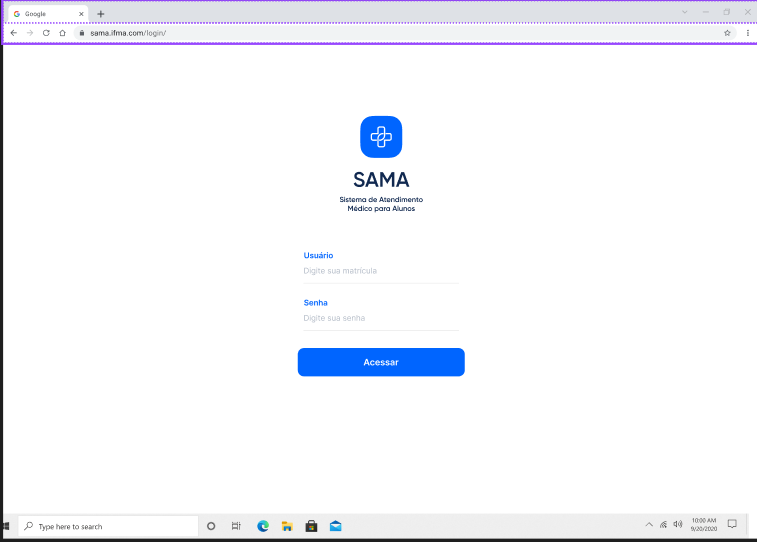 Google
sama.ifma.com/login/
SAMA
Sistema de Atendimento
Médico para Alunos
Usuário
Digite sua matrícula
Senha
Digite sua senha
Acessar
Type here to search
10:00 AM
9/20/2020